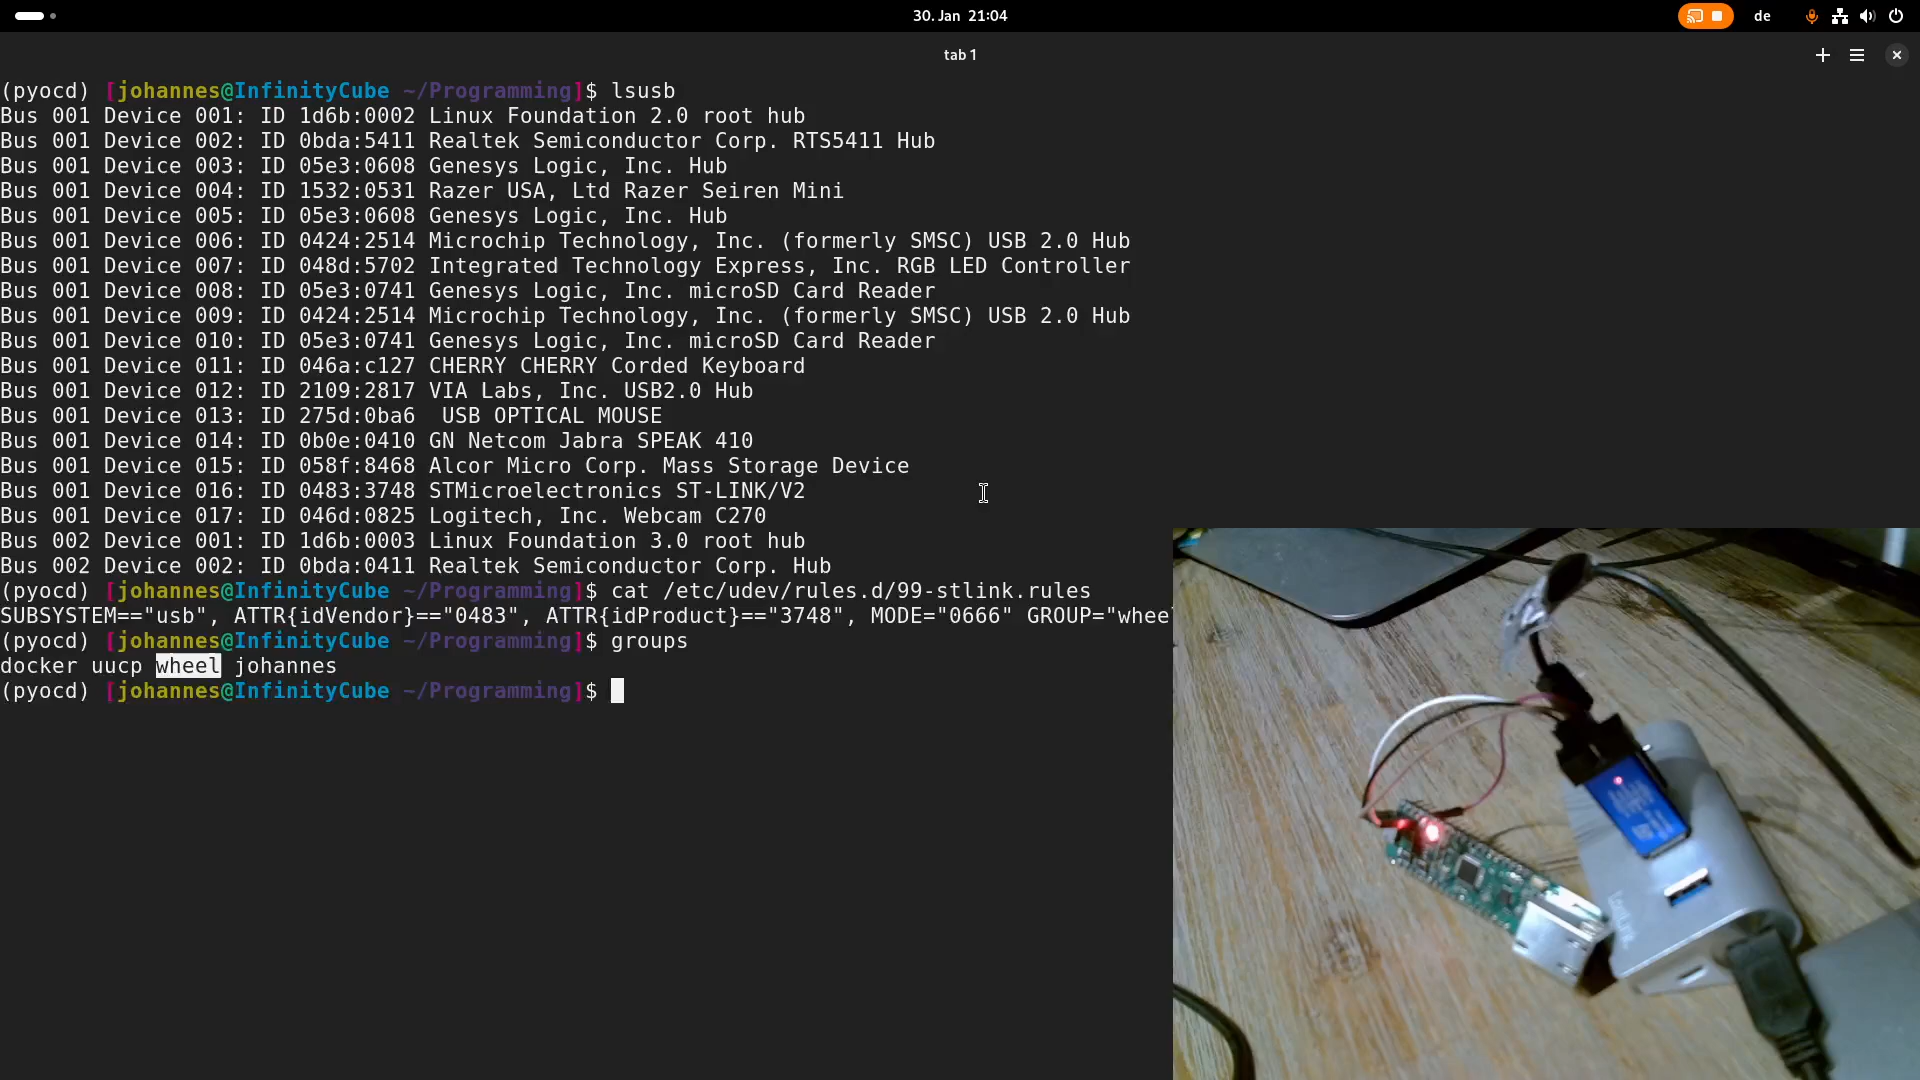 30. Jan 21:04
de
tab 1
(pyocd) [johannes@InfinityCube ~/Programming]$ lsusb
Bus 001 Device 001: ID 1d6b:0002 Linux Foundation 2.0 root hub
Bus 001 Device 002: ID 0bda:5411 Realtek Semiconductor Corp. RTS5411 Hub
Bus 001 Device 003: ID 05e3:0608 Genesys Logic, Inc. Hub
Bus 001 Device 004: ID 1532:0531 Razer USA, Ltd Razer Seiren Mini
Bus 001 Device 005: ID 05e3:0608 Genesys Logic, Inc. Hub
Bus 001 Device 006: ID 0424:2514 Microchip Technology, Inc. (formerly SMSC) USB 2.0 Hub
Bus 001 Device 007: ID 048d:5702 Integrated Technology Express, Inc. RGB LED Controller
Bus 001 Device 008: ID 05e3:0741 Genesys Logic, Inc. microSD Card Reader
Bus 001 Device 009: ID 0424:2514 Microchip Technology, Inc. (formerly SMSC) USB 2.0 Hub
Bus 001 Device 010: ID 05e3:0741 Genesys Logic, Inc. microSD Card Reader
Bus 001 Device 011: ID 046a:c127 CHERRY CHERRY Corded Keyboard
Bus 001 Device 012: ID 2109:2817 VIA Labs, Inc. USB2.0 Hub
Bus 001 Device 013: ID 275d:0ba6  USB OPTICAL MOUSE
Bus 001 Device 014: ID 0b0e:0410 GN Netcom Jabra SPEAK 410
Bus 001 Device 015: ID 058f:8468 Alcor Micro Corp. Mass Storage Device
Bus 001 Device 016: ID 0483:3748 STMicroelectronics ST-LINK/V2
Bus 001 Device 017: ID 046d:0825 Logitech, Inc. Webcam C270
Bus 002 Device 001: ID 1d6b:0003 Linux Foundation 3.0 root hub
Bus 002 Device 002: ID 0bda:0411 Realtek Semiconductor Corp. Hub
(pyocd) [johannes@InfinityCube ~/Programming]$ cat /etc/udev/rules.d/99-stlink.rules
SUBSYSTEM=="usb", ATTR{idVendor}=="0483", ATTR{idProduct}=="3748", MODE="0666" GROUP="whee
(pyocd) [johannes@InfinityCube ~/Programming]$ groups
docker uucp wheel johannes
(pyocd) [johannes@InfinityCube ~/Programming]$